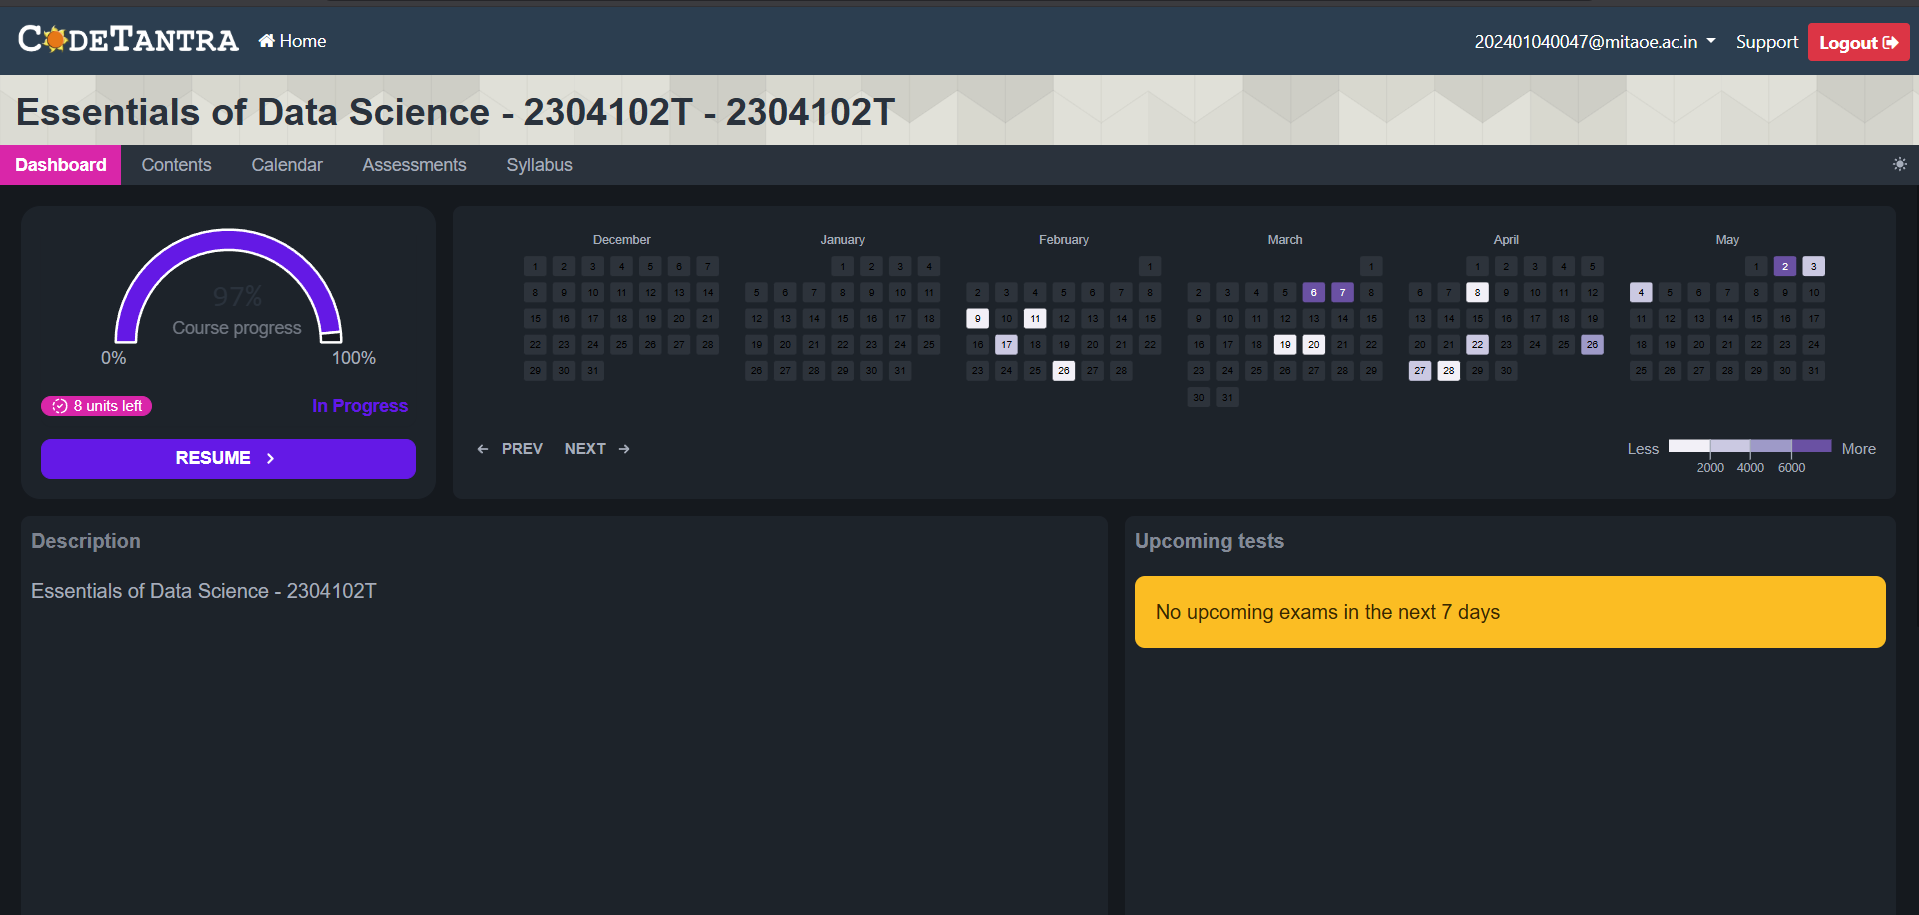 CODETANTRA Home 202401040047@mitaoe.ac.in Support Logout
Essentials of Data Science - 2304102T - 2304102T
Dashboard Contents Calendar Assessments Syllabus
97%
Course progress
0% 100%
8 units left In Progress
RESUME
December
1 2 3 4 5 6 7
8 9 10 11 12 13 14
15 16 17 18 19 20 21
22 23 24 25 26 27 28
29 30 31
January
1 2 3 4
5 6 7 8 9 10 11
12 13 14 15 16 17 18
19 20 21 22 23 24 25
26 27 28 29 30 31
February
1
2 3 4 5 6 7 8
9 10 11 12 13 14 15
16 17 18 19 20 21 22
23 24 25 26 27 28
March
1
2 3 4 5 6 7 8
9 10 11 12 13 14 15
16 17 18 19 20 21 22
23 24 25 26 27 28 29
30 31
April
1 2 3 4 5
6 7 8 9 10 11 12
13 14 15 16 17 18 19
20 21 22 23 24 25 26
27 28 29 30
May
1 2 3
4 5 6 7 8 9 10
11 12 13 14 15 16 17
18 19 20 21 22 23 24
25 26 27 28 29 30 31
← PREV NEXT →
Less More
2000 4000 6000
Description
Essentials of Data Science - 2304102T
Upcoming tests
No upcoming exams in the next 7 days